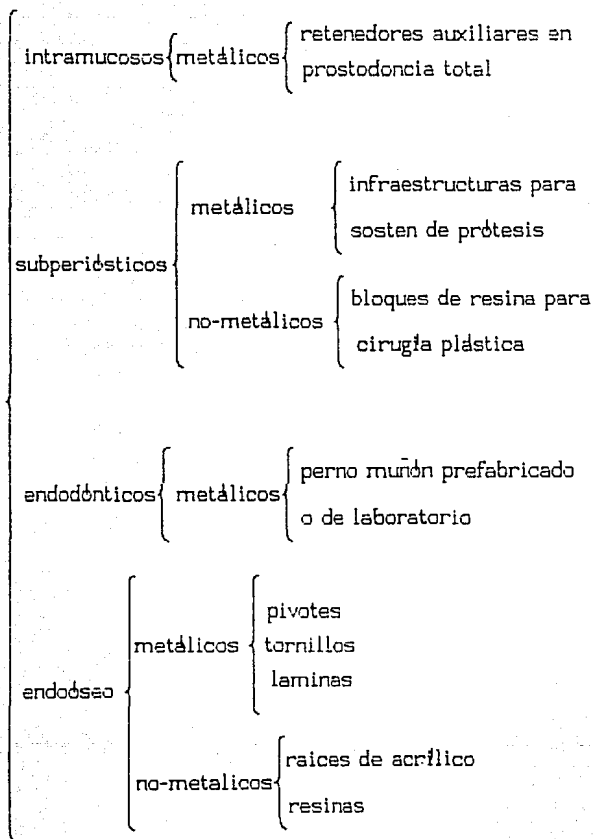 intramucosos
metálicos
retenedores auxiliares en
prostodoncia total
subperiósticos
metálicos
infraestructuras para
sosten de prótesis
no-metálicos
bloques de resina para
cirugía plástica
endodónticos
metálicos
perno muñón prefabricado
o de laboratorio
endoóseo
metálicos
pivotes
tornillos
laminas
no-metalicos
raices de acrílico
resinas